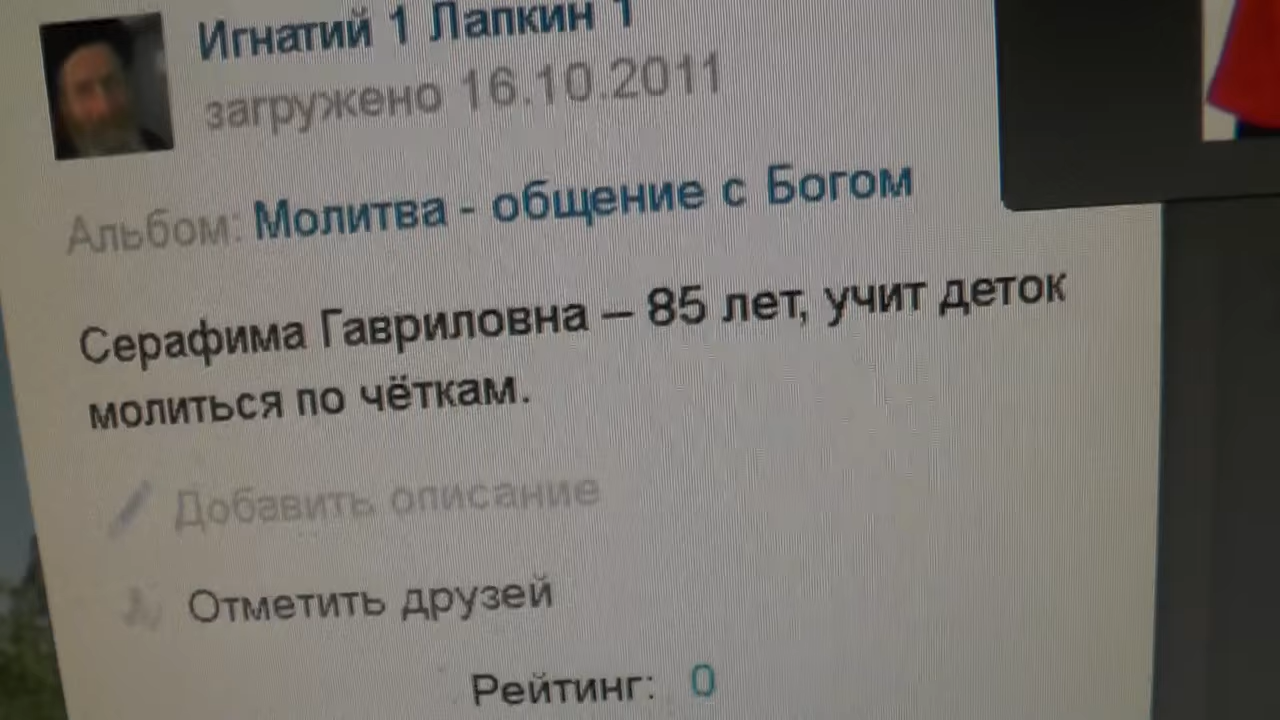 Игнатий 1 Лапкин 1
загружено 16.10.2011
Альбом: Молитва - общение с Богом
Серафима Гавриловна – 85 лет, учит деток
молиться по чёткам.
Добавить описание
Отметить друзей
Рейтинг: 0